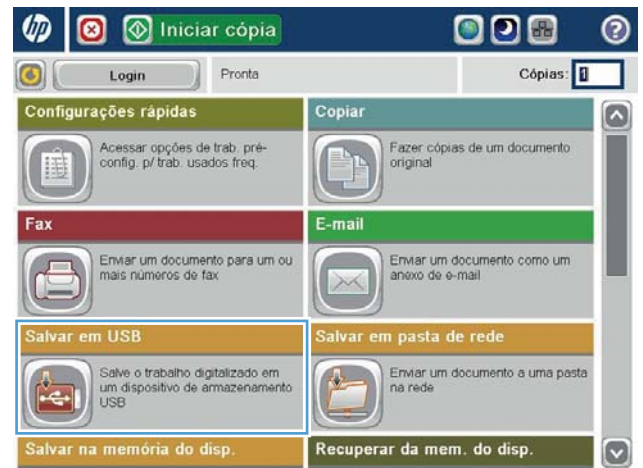 hp
Iniciar cópia
?
Login
Pronta
Cópias: 1
Configurações rápidas
Acessar opções de trab. pré-
config. p/ trab. usados freq.
Copiar
Fazer cópias de um documento
original
Fax
Enviar um documento para um ou
mais números de fax
E-mail
Enviar um documento como um
anexo de e-mail
Salvar em USB
Salve o trabalho digitalizado em
um dispositivo de armazenamento
USB
Salvar em pasta de rede
Enviar um documento a uma pasta
na rede
Salvar na memória do disp.
Recuperar da mem. do disp.